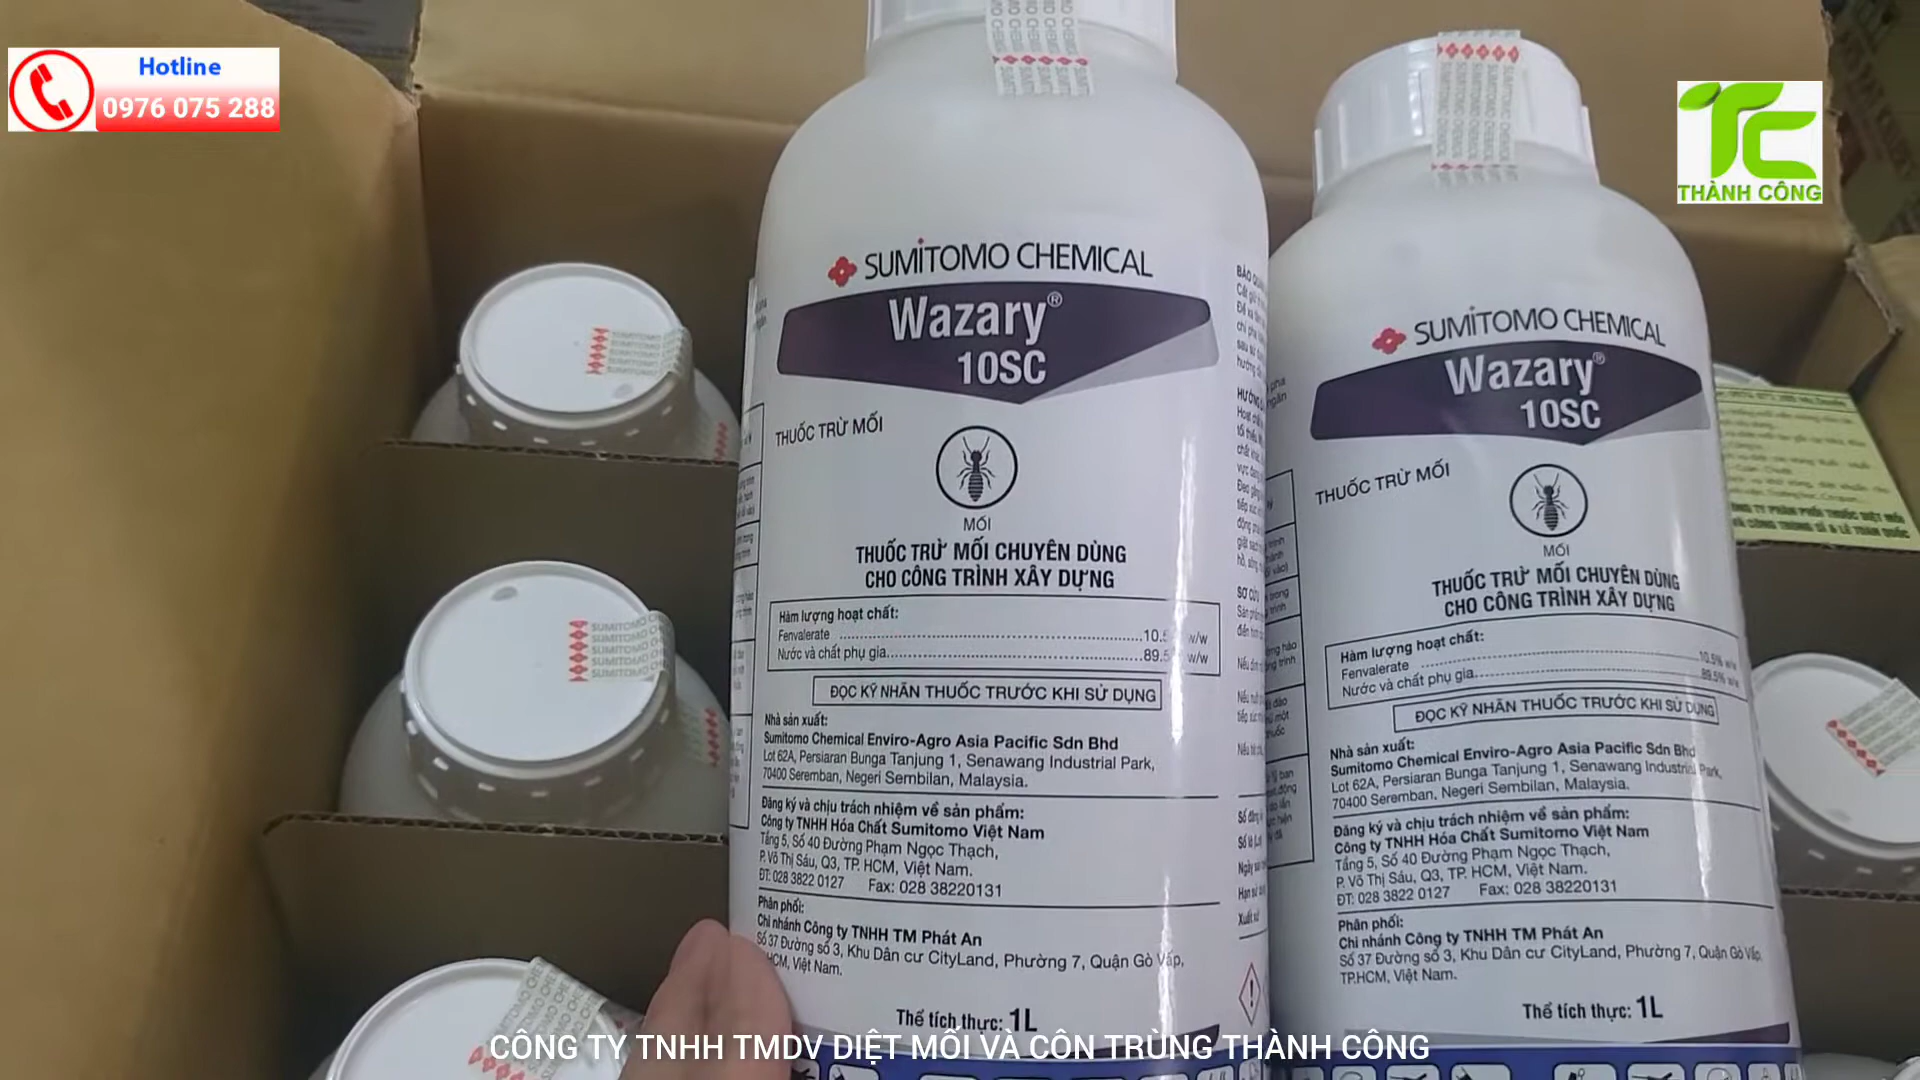 Hotline
0976 075 288
TC
THÀNH CÔNG
SUMITOMO CHEMICAL
Wazary®
10SC
THUỐC TRỪ MỐI
MỐI
THUỐC TRỪ MỐI CHUYÊN DÙNG
CHO CÔNG TRÌNH XÂY DỰNG
Hàm lượng hoạt chất:
Fenvalerate ........ 10.5 w/w
Nước và chất phụ gia........ 89.5 w/w
ĐỌC KỸ NHÃN THUỐC TRƯỚC KHI SỬ DỤNG
Nhà sản xuất:
Sumitomo Chemical Enviro-Agro Asia Pacific Sdn Bhd
Lot 62A, Persiaran Bunga Tanjung 1, Senawang Industrial Park,
70400 Seremban, Negeri Sembilan, Malaysia.
Đăng ký và chịu trách nhiệm về sản phẩm:
Công ty TNHH Hóa Chất Sumitomo Việt Nam
Tầng 5, Số 40 Đường Phạm Ngọc Thạch,
P. Võ Thị Sáu, Q3, TP. HCM, Việt Nam.
ĐT: 028 3822 0127 Fax: 028 38220131
Phân phối:
Chi nhánh Công ty TNHH TM Phát An
Số 37 Đường số 3, Khu Dân cư CityLand, Phường 7, Quận Gò Vấp,
HCM, Việt Nam.
Thể tích thực: 1L
SUMITOMO CHEMICAL
Wazary®
10SC
THUỐC TRỪ MỐI
MỐI
THUỐC TRỪ MỐI CHUYÊN DÙNG
CHO CÔNG TRÌNH XÂY DỰNG
Hàm lượng hoạt chất:
Fenvalerate ........ 10.5% w/w
Nước và chất phụ gia........ 89.5% w/w
ĐỌC KỸ NHÃN THUỐC TRƯỚC KHI SỬ DỤNG
Nhà sản xuất:
Sumitomo Chemical Enviro-Agro Asia Pacific Sdn Bhd
Lot 62A, Persiaran Bunga Tanjung 1, Senawang Industrial Park,
70400 Seremban, Negeri Sembilan, Malaysia.
Đăng ký và chịu trách nhiệm về sản phẩm:
Công ty TNHH Hóa Chất Sumitomo Việt Nam
Tầng 5, Số 40 Đường Phạm Ngọc Thạch,
P. Võ Thị Sáu, Q3, TP. HCM, Việt Nam.
ĐT: 028 3822 0127 Fax: 028 38220131
Phân phối:
Chi nhánh Công ty TNHH TM Phát An
Số 37 Đường số 3, Khu Dân cư CityLand, Phường 7, Quận Gò Vấp,
TP.HCM, Việt Nam.
Thể tích thực: 1L
CÔNG TY TNHH TMDV DIỆT MỐI VÀ CÔN TRÙNG THÀNH CÔNG